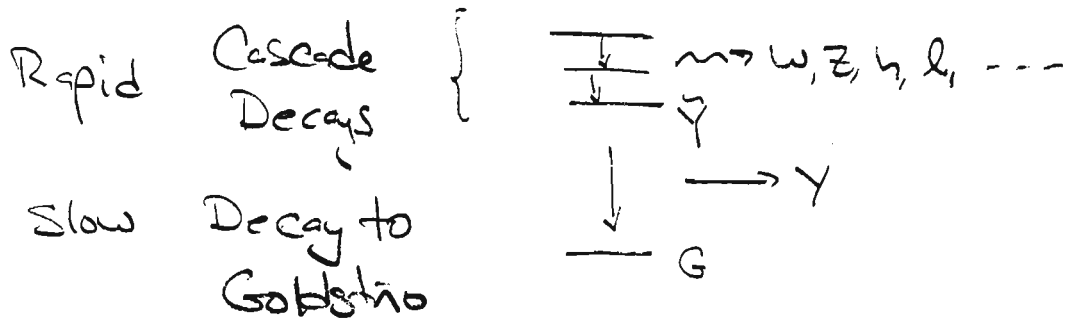 Rapid Cascade Decays
→ W, Z, h, l, ----
Ỹ
→ Y
Slow Decay to Goldstino
G